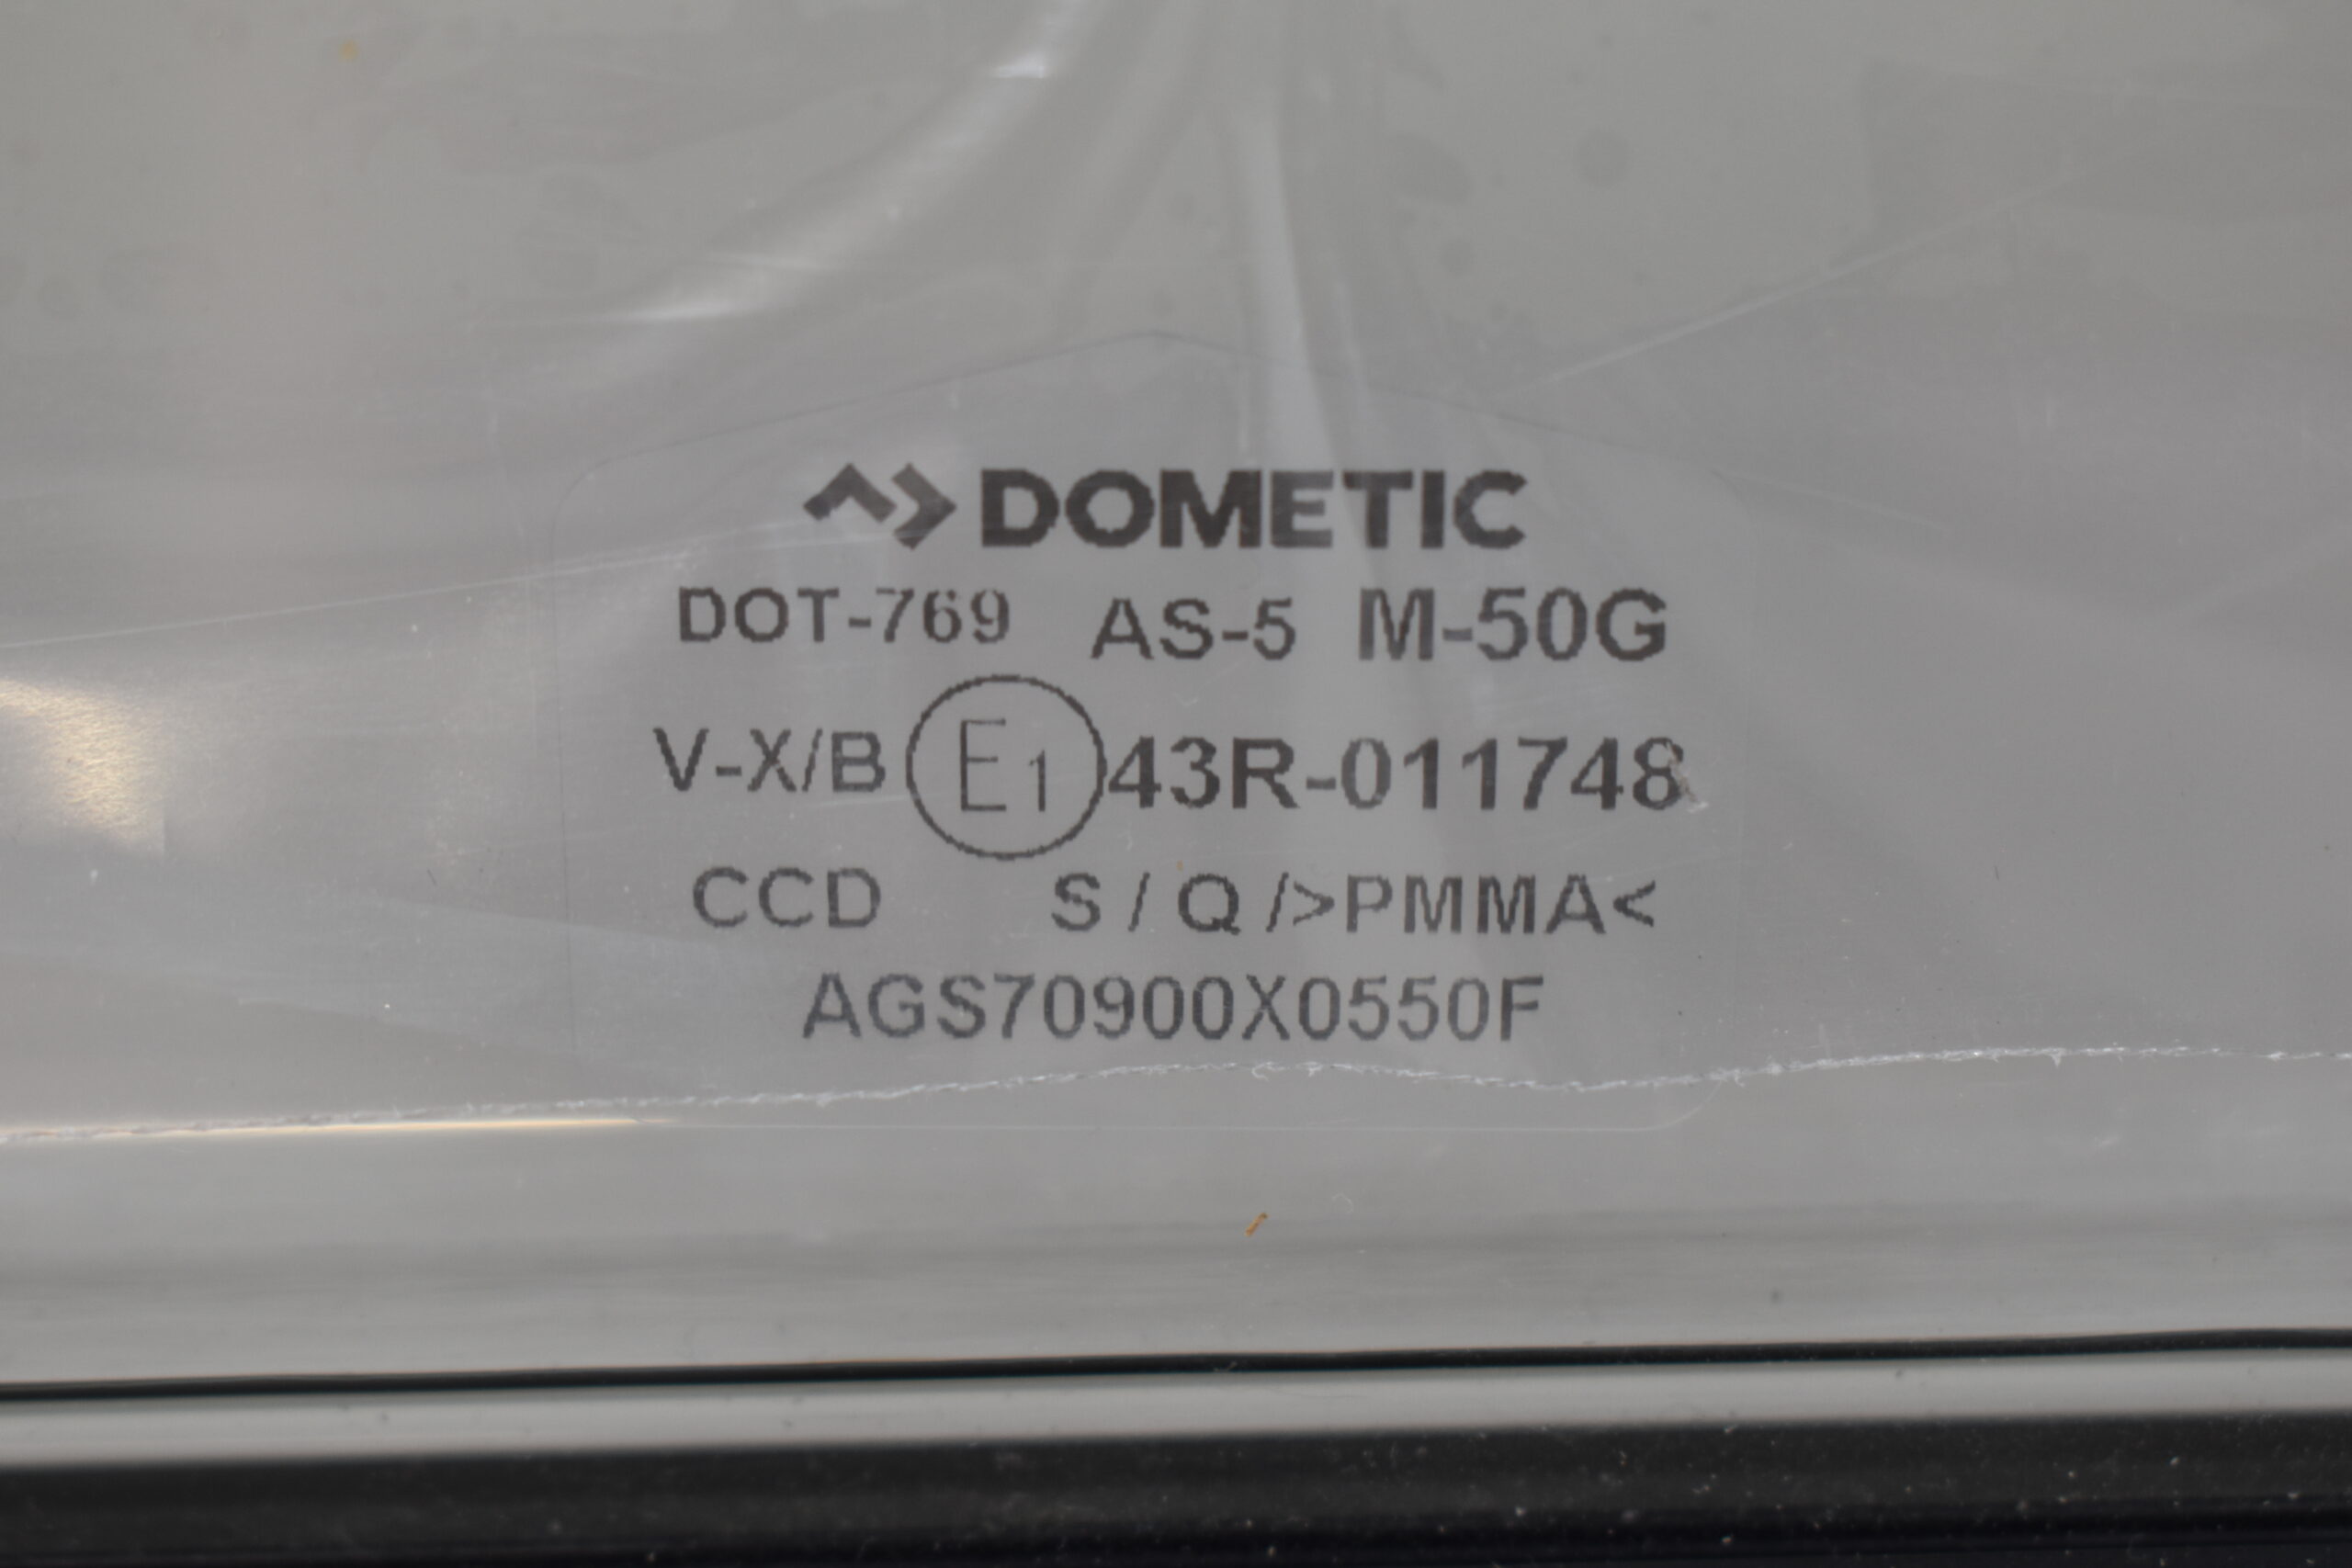 DOMETIC
DOT-769 AS-5 M-50G
V-X/B E1 43R-011748
CCD S / Q />PMMA<
AGS70900X0550F